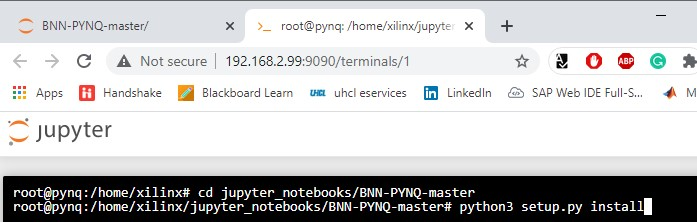 BNN-PYNQ-master/
root@pynq: /home/xilinx/jupyter
Not secure | 192.168.2.99:9090/terminals/1
ABP
Apps Handshake Blackboard Learn UHCL uhcl eservices LinkedIn SAP Web IDE Full-S... M
jupyter
root@pynq:/home/xilinx# cd jupyter_notebooks/BNN-PYNQ-master
root@pynq:/home/xilinx/jupyter_notebooks/BNN-PYNQ-master# python3 setup.py install